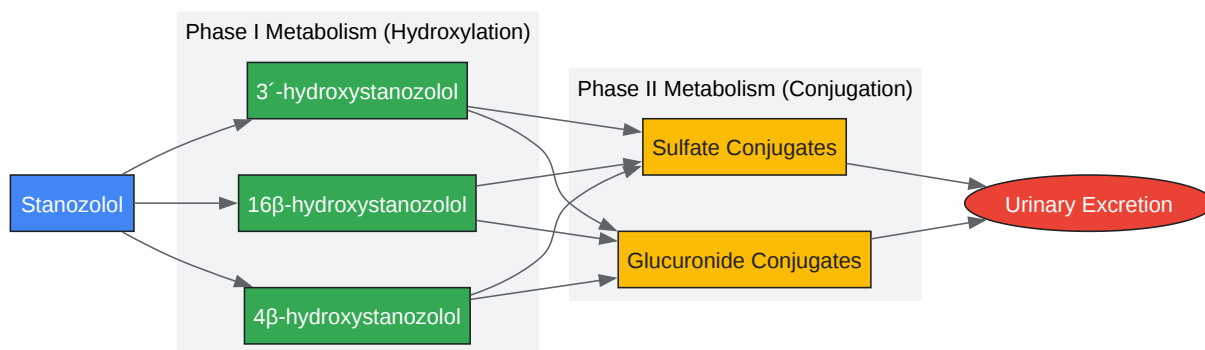 Phase I Metabolism (Hydroxylation)
3´-hydroxystanozolol
Phase II Metabolism (Conjugation)
Sulfate Conjugates
Stanozolol
16β-hydroxystanozolol
Urinary Excretion
Glucuronide Conjugates
4β-hydroxystanozolol